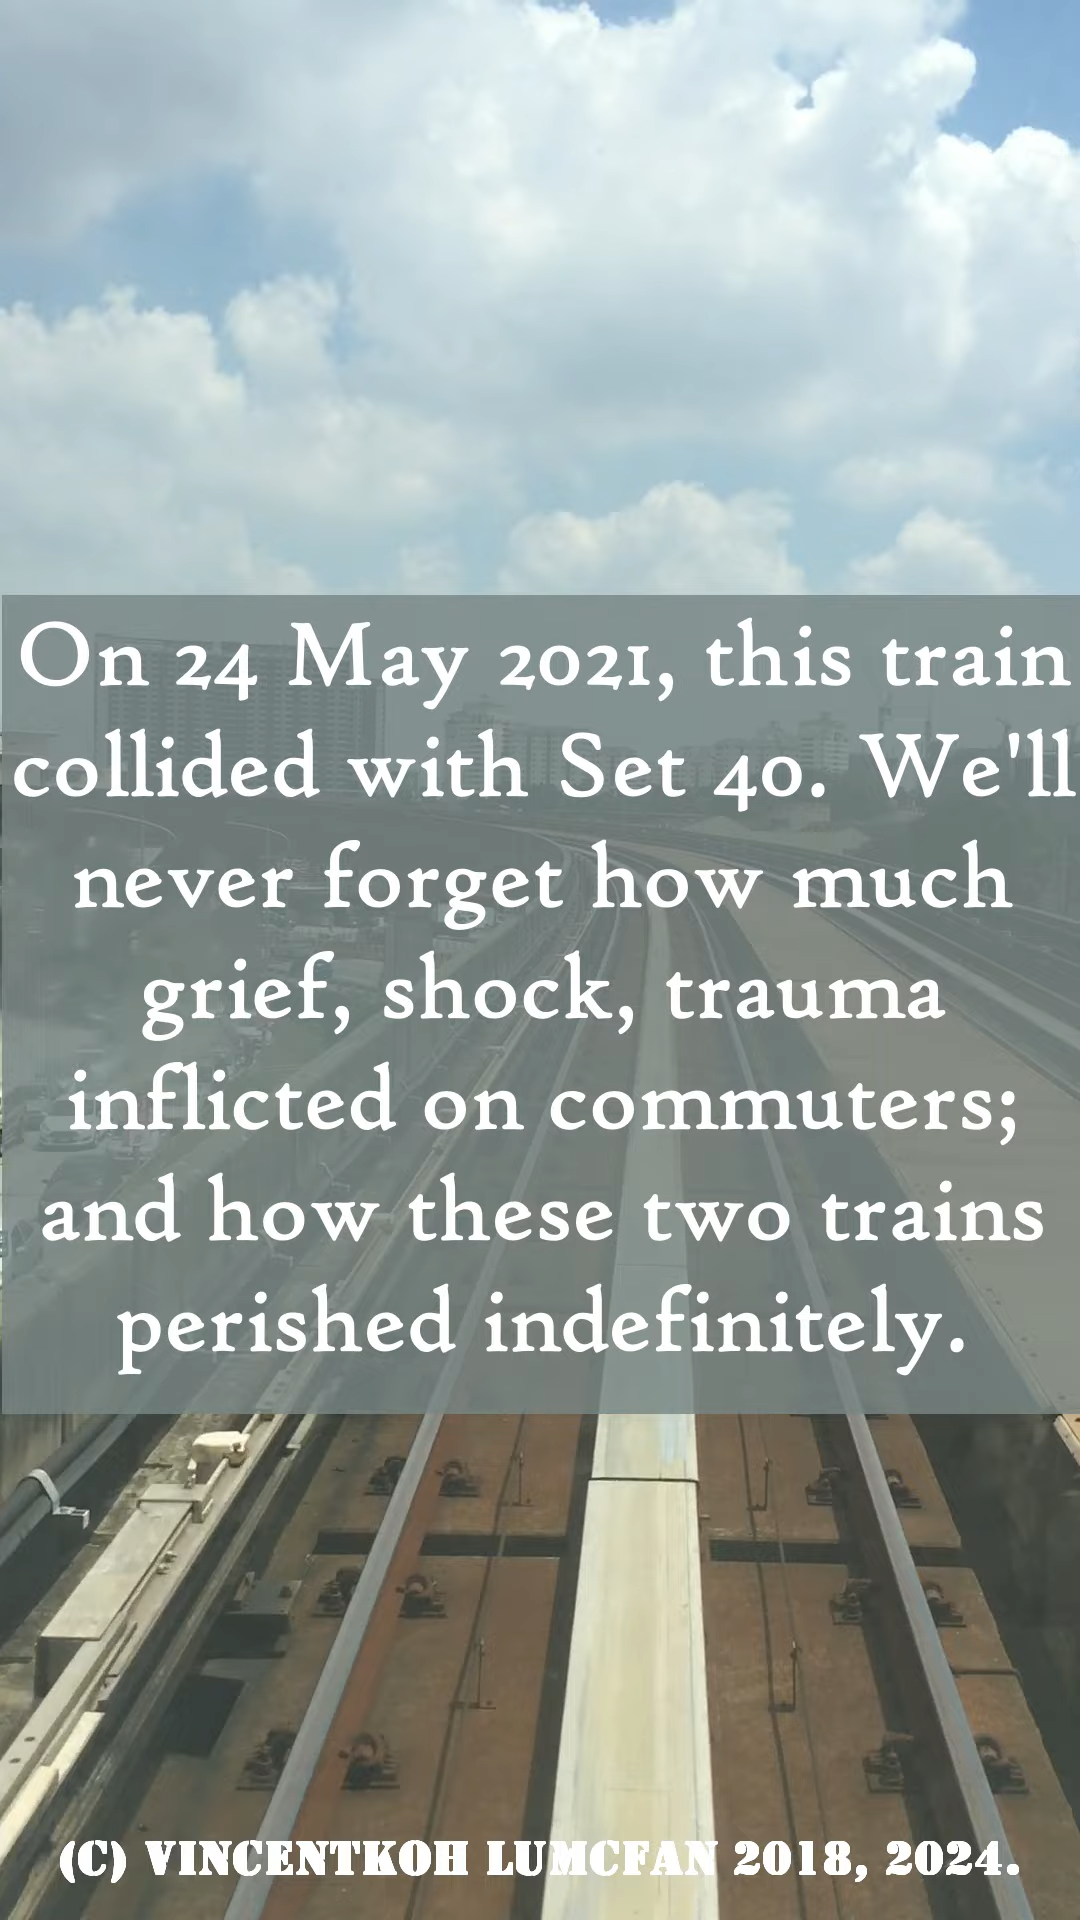 On 24 May 2021, this train
collided with Set 40. We'll
never forget how much
grief, shock, trauma
inflicted on commuters;
and how these two trains
perished indefinitely.
(C) VINCENTKOH LUMCFAN 2018, 2024.